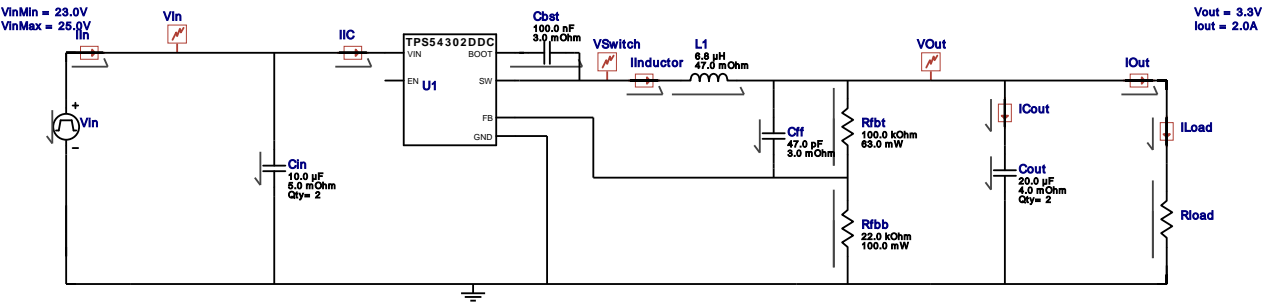 VinMin = 23.0V
VinMax = 25.0V
Vout = 3.3V
Iout = 2.0A
IIn
VIn
IIC
TPS54302DDC
VIN
BOOT
EN
U1
SW
FB
GND
Cbst
100.0 nF
3.0 mOhm
VSwitch
IInductor
L1
6.8 µH
47.0 mOhm
VOut
IOut
+
Vin
−
Cin
10.0 µF
5.0 mOhm
Qty= 2
Cff
47.0 pF
3.0 mOhm
Rfbt
100.0 kOhm
63.0 mW
ICout
ILoad
Cout
20.0 µF
4.0 mOhm
Qty= 2
Rfbb
22.0 kOhm
100.0 mW
Rload